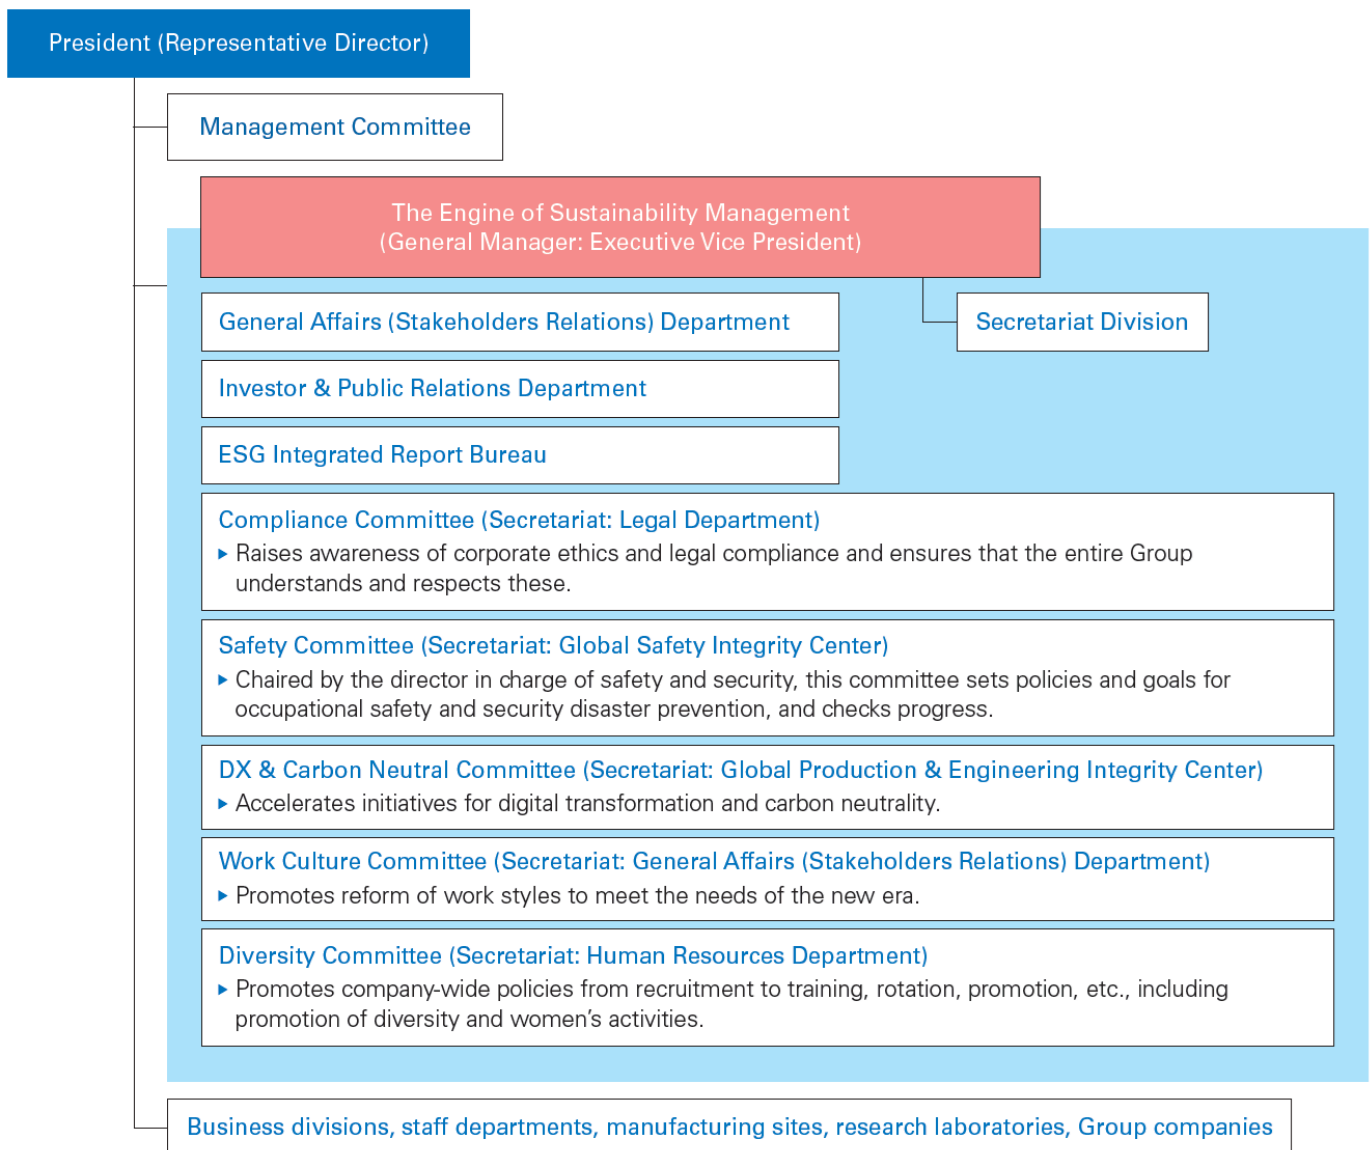 President (Representative Director)
Management Committee
The Engine of Sustainability Management
(General Manager: Executive Vice President)
General Affairs (Stakeholders Relations) Department
Secretariat Division
Investor & Public Relations Department
ESG Integrated Report Bureau
Compliance Committee (Secretariat: Legal Department)
▸ Raises awareness of corporate ethics and legal compliance and ensures that the entire Group
understands and respects these.
Safety Committee (Secretariat: Global Safety Integrity Center)
▸ Chaired by the director in charge of safety and security, this committee sets policies and goals for
occupational safety and security disaster prevention, and checks progress.
DX & Carbon Neutral Committee (Secretariat: Global Production & Engineering Integrity Center)
▸ Accelerates initiatives for digital transformation and carbon neutrality.
Work Culture Committee (Secretariat: General Affairs (Stakeholders Relations) Department)
▸ Promotes reform of work styles to meet the needs of the new era.
Diversity Committee (Secretariat: Human Resources Department)
▸ Promotes company-wide policies from recruitment to training, rotation, promotion, etc., including
promotion of diversity and women’s activities.
Business divisions, staff departments, manufacturing sites, research laboratories, Group companies